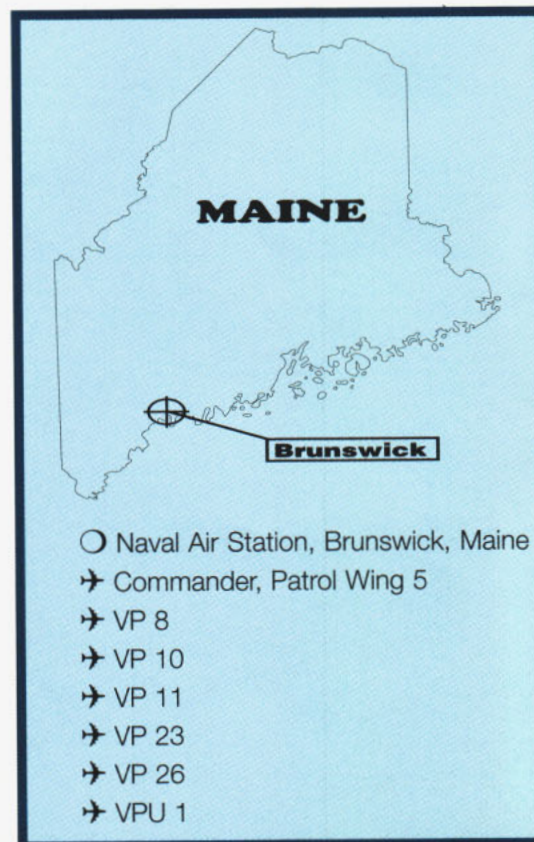 MAINE
Brunswick
Naval Air Station, Brunswick, Maine
Commander, Patrol Wing 5
VP 8
VP 10
VP 11
VP 23
VP 26
VPU 1